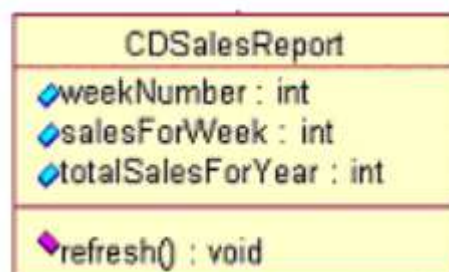 CDSalesReport
weekNumber : int
salesForWeek : int
totalSalesForYear : int
refresh() : void